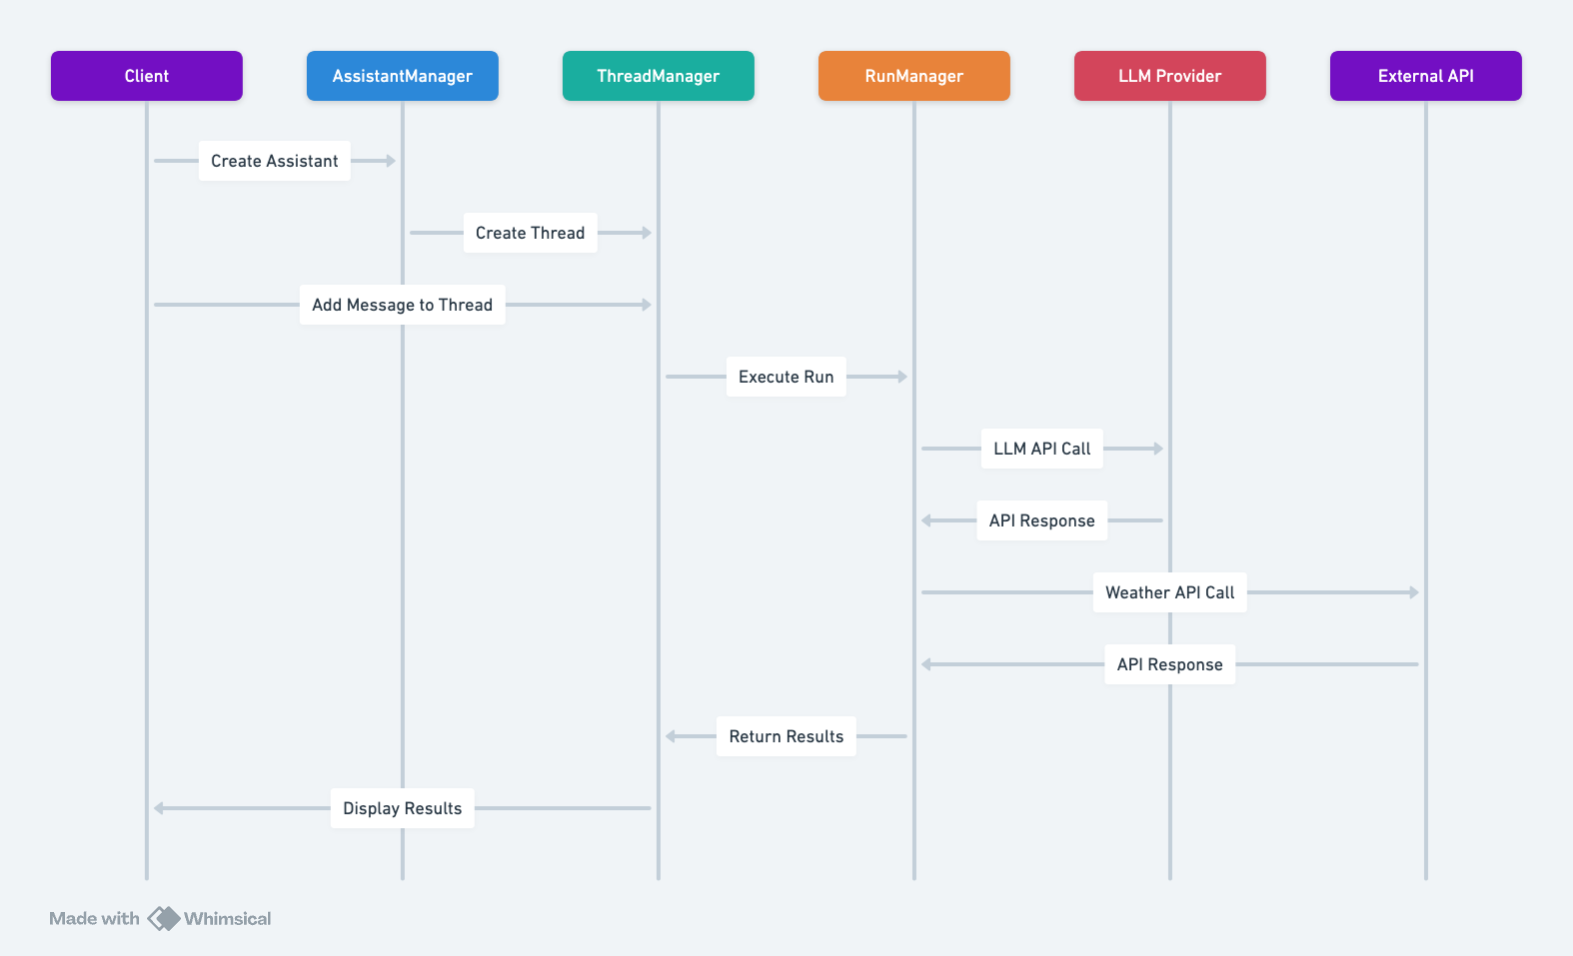 Client
AssistantManager
ThreadManager
RunManager
LLM Provider
External API
Create Assistant
Create Thread
Add Message to Thread
Execute Run
LLM API Call
API Response
Weather API Call
API Response
Return Results
Display Results
Made with Whimsical